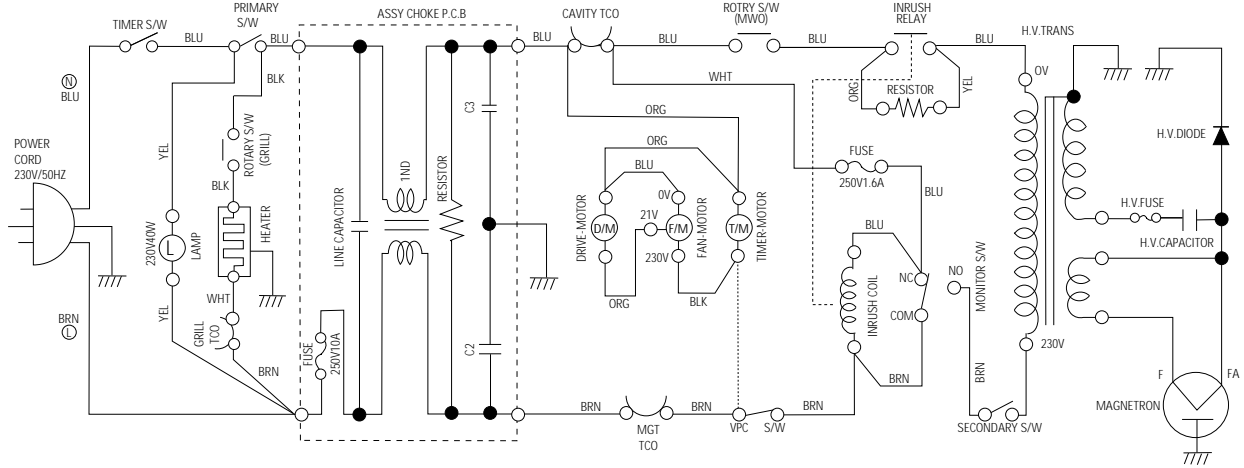 TIMER S/W
PRIMARY
S/W
ASSY CHOKE P.C.B
CAVITY TCO
ROTRY S/W
(MWO)
INRUSH
RELAY
H.V.TRANS
BLU
BLU
BLU
BLU
BLU
BLU
N
BLU
BLK
WHT
ORG
RESISTOR
YEL
0V
POWER
CORD
230V/50HZ
YEL
ROTARY S/W
(GRILL)
BLK
C3
ORG
ORG
BLU
FUSE
250V1.6A
BLU
H.V.DIODE
H.V.FUSE
H.V.CAPACITOR
230V40W
L
LAMP
HEATER
LINE CAPACITOR
1ND
RESISTOR
DRIVE-MOTOR
D/M
21V
0V
F/M
230V
FAN-MOTOR
T/M
TIMER-MOTOR
ORG
BLK
BLU
INRUSH COIL
NC
COM
NO
MONITOR S/W
BRN
L
YEL
WHT
GRILL
TCO
BRN
FUSE
250V10A
C2
BRN
BRN
230V
BRN
MGT
TCO
BRN
VPC
S/W
BRN
SECONDARY S/W
F
FA
MAGNETRON